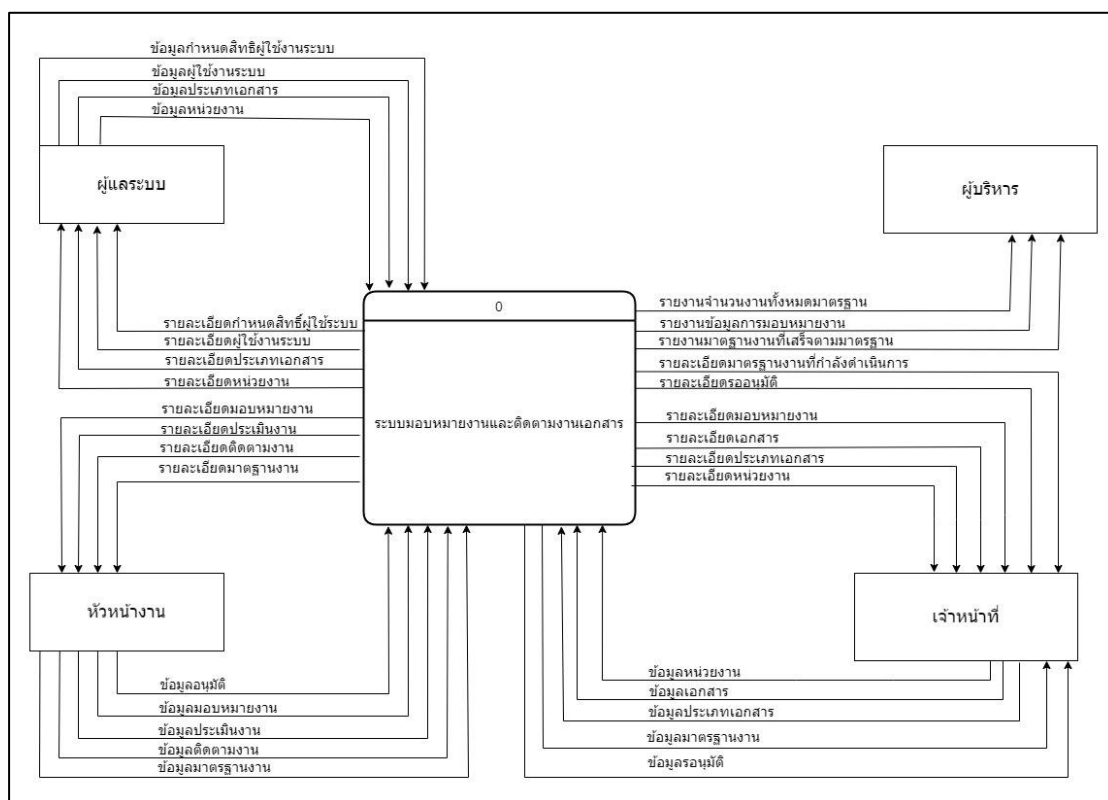 ข้อมูลกำหนดสิทธิผู้ใช้งานระบบ
ข้อมูลผู้ใช้งานระบบ
ข้อมูลประเภทเอกสาร
ข้อมูลหน่วยงาน
ผู้แลระบบ
ผู้บริหาร
0
ระบบมอบหมายงานและติดตามงานเอกสาร
รายละเอียดกำหนดสิทธิ์ผู้ใช้ระบบ
รายละเอียดผู้ใช้งานระบบ
รายละเอียดประเภทเอกสาร
รายละเอียดหน่วยงาน
รายงานจำนวนงานทั้งหมดมาตรฐาน
รายงานข้อมูลการมอบหมายงาน
รายงานมาตฐานงานที่เสร็จตามมาตรฐาน
รายละเอียดมาตรฐานงานที่กำลังดำเนินการ
รายละเอียดรออนุมัติ
รายละเอียดมอบหมายงาน
รายละเอียดเอกสาร
รายละเอียดประเภทเอกสาร
รายละเอียดหน่วยงาน
รายละเอียดมอบหมายงาน
รายละเอียดประเมินงาน
รายละเอียดติดตามงาน
รายละเอียดมาตฐานงาน
หัวหน้างาน
เจ้าหน้าที่
ข้อมูลอนุมัติ
ข้อมูลมอบหมายงาน
ข้อมูลประเมินงาน
ข้อมูลติดตามงาน
ข้อมูลมาตรฐานงาน
ข้อมูลหน่วยงาน
ข้อมูลเอกสาร
ข้อมูลประเภทเอกสาร
ข้อมูลมาตรฐานงาน
ข้อมูลรอนุมัติ